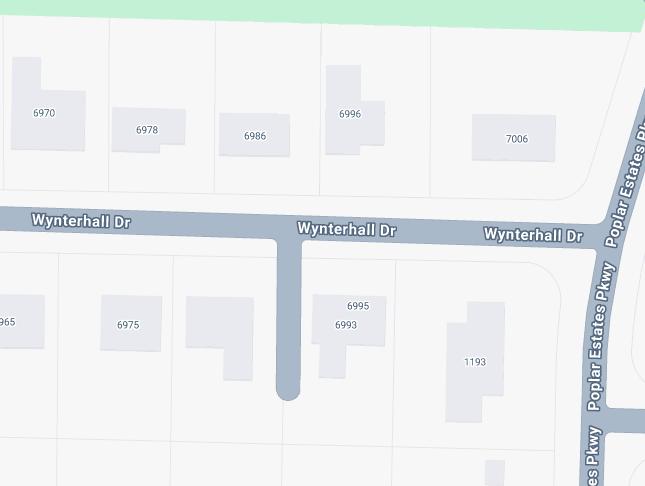 6970
6978
6986
6996
7006
Wynterhall Dr
Wynterhall Dr
Wynterhall Dr
Poplar Estates
Poplar Estates Pkwy
965
6975
6995
6993
1193
Pkwy